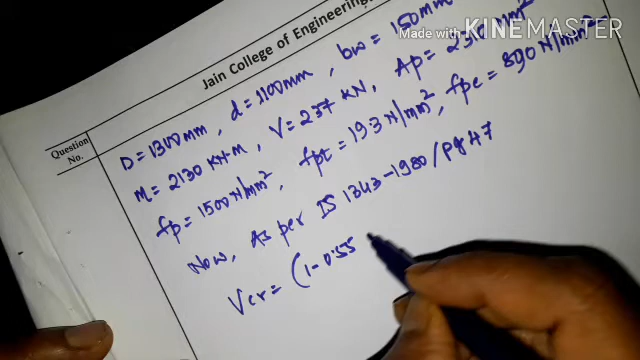 Made with KINEMASTER
Jain College of Engineering
Question No.
D = 1300mm, d = 1100mm, bw = 150mm
M = 2130 KN-m, V = 237 KN, Ap = 2310 mm²
fp = 1500 N/mm², fpt = 19.3 N/mm², fpe = 890 N/mm²
Now, As per IS 1343-1980/Pg 47
Vcr = (1-0.55